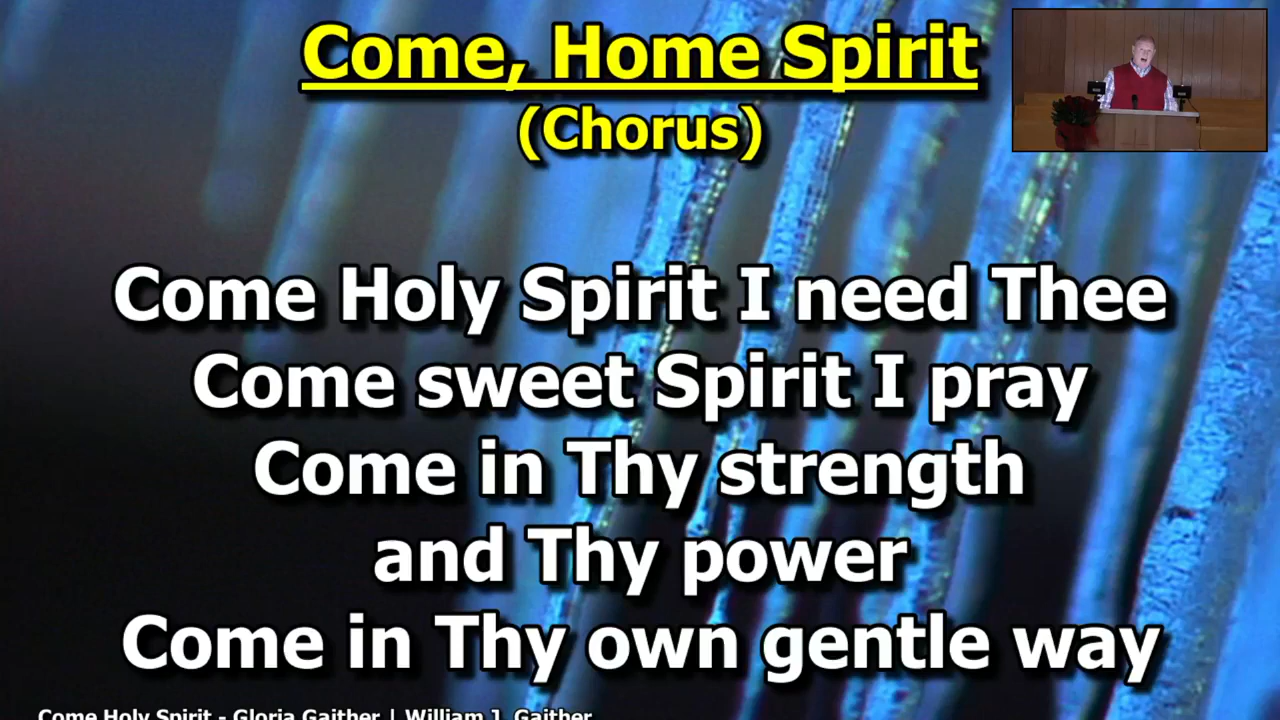 Come, Home Spirit
(Chorus)
Come Holy Spirit I need Thee
Come sweet Spirit I pray
Come in Thy strength
and Thy power
Come in Thy own gentle way
Come Holy Spirit - Gloria Gaither | William J. Gaither